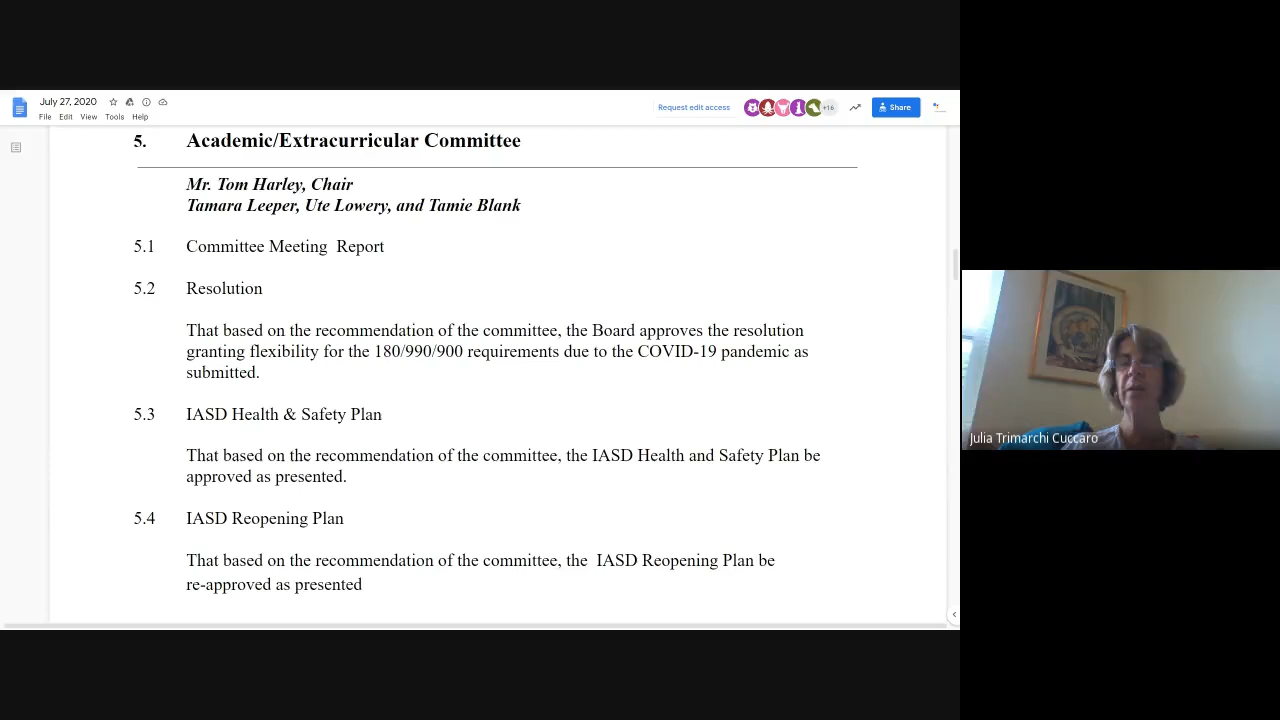 July 27, 2020
File Edit View Tools Help
Request edit access
+16
Share
5. Academic/Extracurricular Committee
Mr. Tom Harley, Chair
Tamara Leeper, Ute Lowery, and Tamie Blank
5.1 Committee Meeting Report
5.2 Resolution
That based on the recommendation of the committee, the Board approves the resolution
granting flexibility for the 180/990/900 requirements due to the COVID-19 pandemic as
submitted.
5.3 IASD Health & Safety Plan
That based on the recommendation of the committee, the IASD Health and Safety Plan be
approved as presented.
5.4 IASD Reopening Plan
That based on the recommendation of the committee, the IASD Reopening Plan be
re-approved as presented
Julia Trimarchi Cuccaro